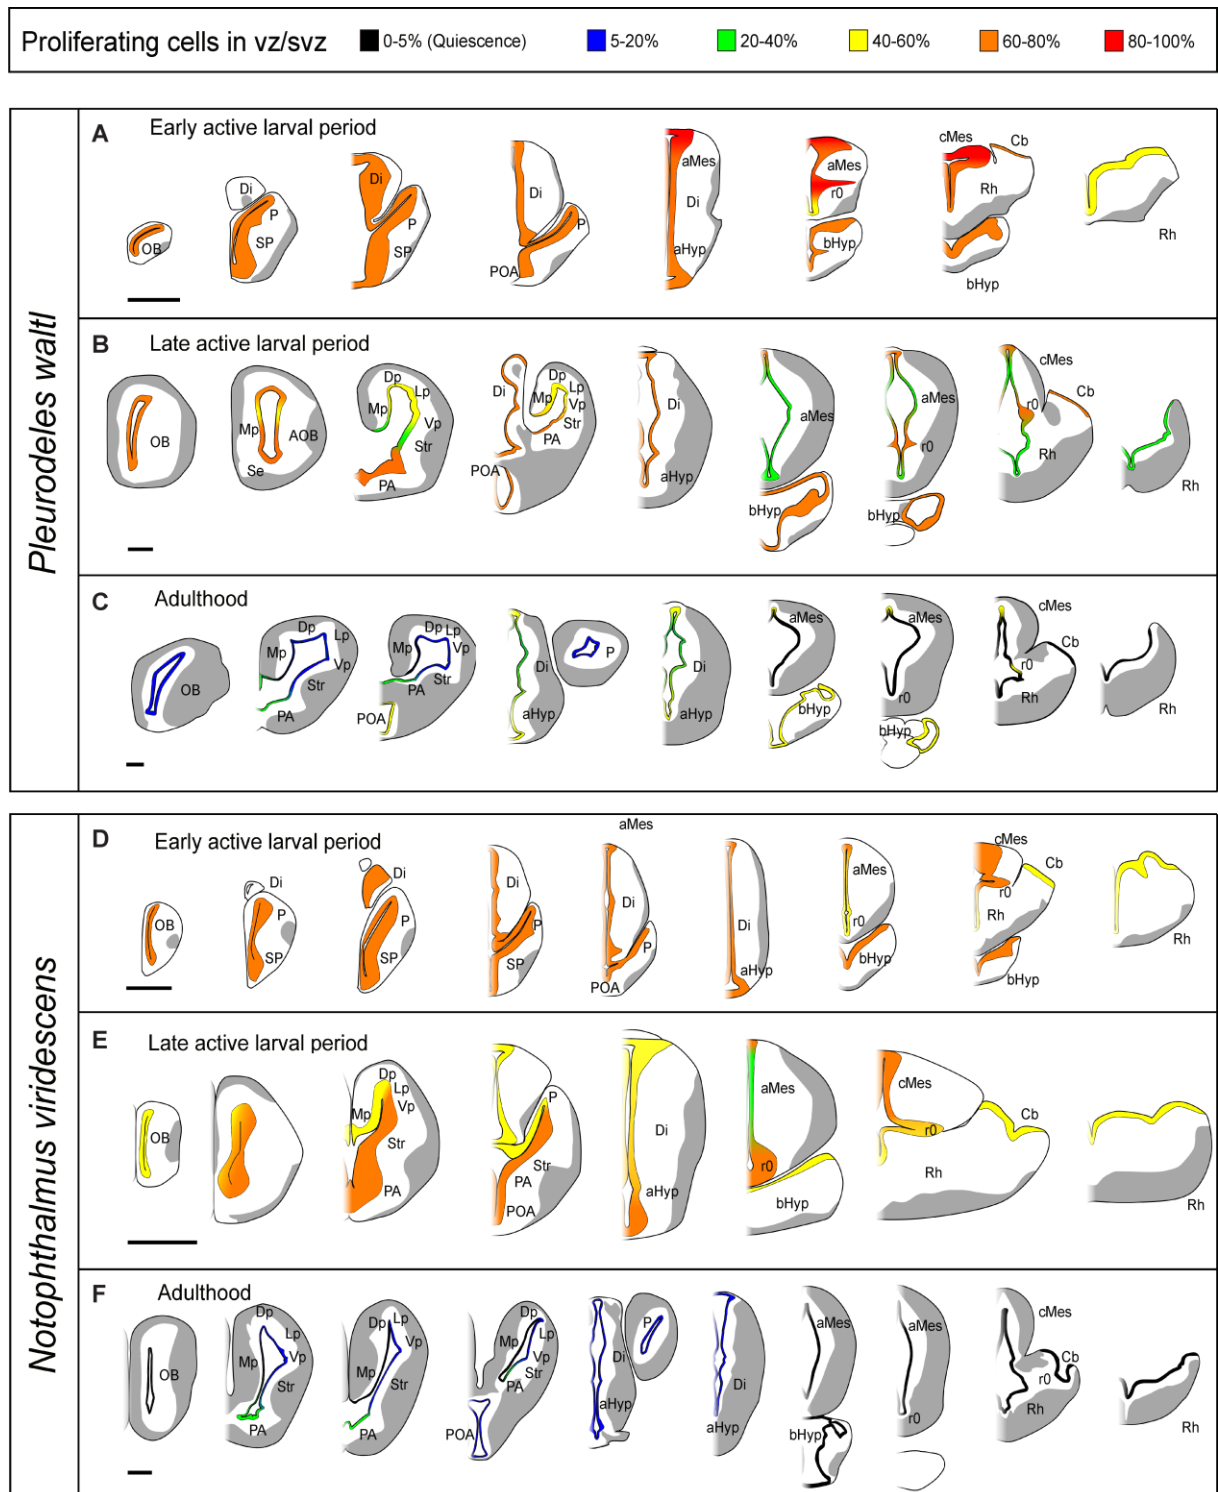 Proliferating cells in vz/svz 0-5% (Quiescence) 5-20% 20-40% 40-60% 60-80% 80-100%
Pleurodeles waltl
A Early active larval period
OB Di P SP Di P SP Di P POA aMes Di aHyp aMes r0 bHyp cMes Cb Rh bHyp Rh
B Late active larval period
OB Mp AOB Se Dp Lp Mp Vp Str PA Di Dp Lp Mp Vp Str PA POA Di aHyp aMes bHyp aMes r0 bHyp cMes Cb r0 Rh Rh
C Adulthood
OB Dp Lp Mp Vp Str PA Dp Lp Mp Vp Str PA POA Di aHyp P Di aHyp aMes bHyp aMes r0 bHyp cMes Cb r0 Rh Rh
Notophthalmus viridescens
D Early active larval period
OB Di P SP Di P SP Di P SP aMes Di P POA Di aHyp aMes r0 bHyp cMes Cb r0 Rh bHyp Rh
E Late active larval period
OB Dp Lp Mp Vp Str PA P Str PA POA Di aHyp aMes r0 bHyp cMes Cb r0 Rh Rh
F Adulthood
OB Dp Lp Mp Vp Str PA Dp Lp Mp Vp Str PA Dp Lp Mp Vp Str PA POA P Di aHyp Di aHyp aMes bHyp aMes r0 cMes Cb r0 Rh Rh